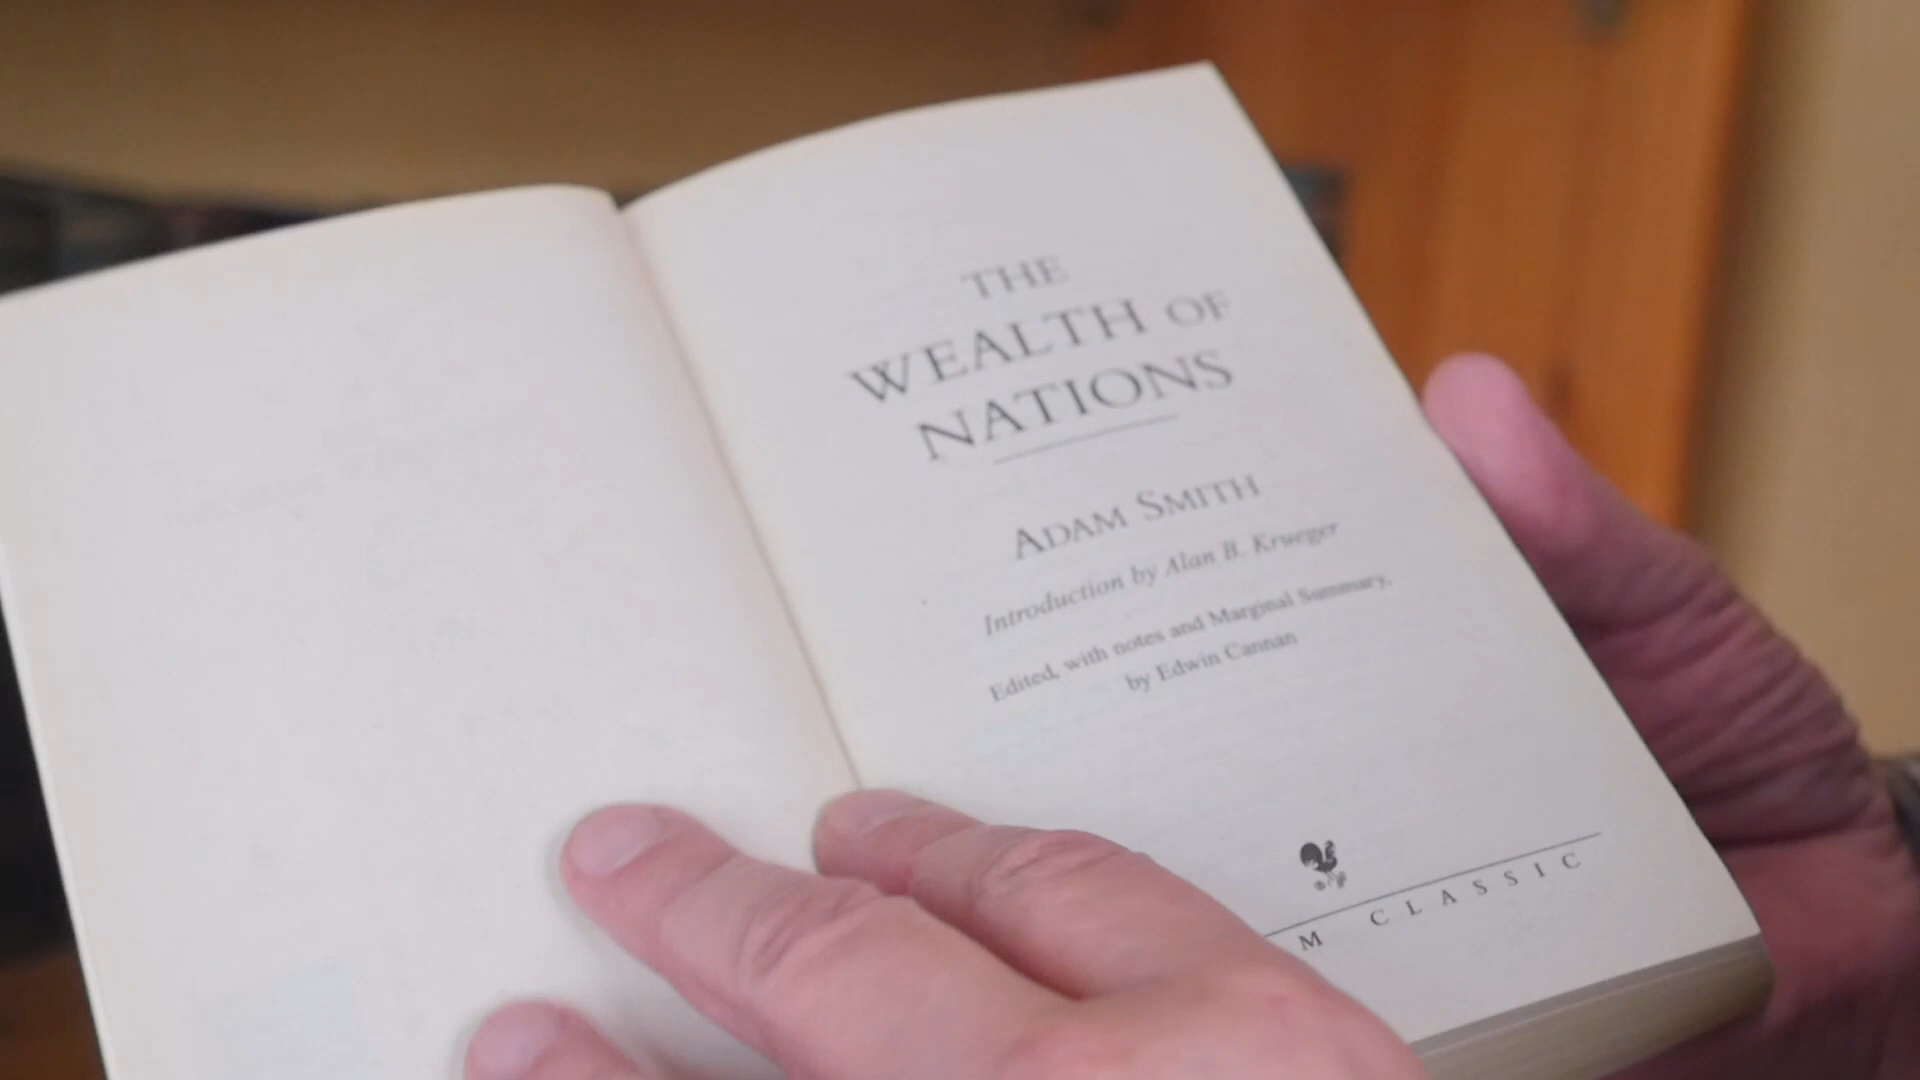 THE
WEALTH OF
NATIONS
ADAM SMITH
Introduction by Alan B. Krueger
Edited, with notes and Marginal Summary,
by Edwin Cannan
M CLASSIC